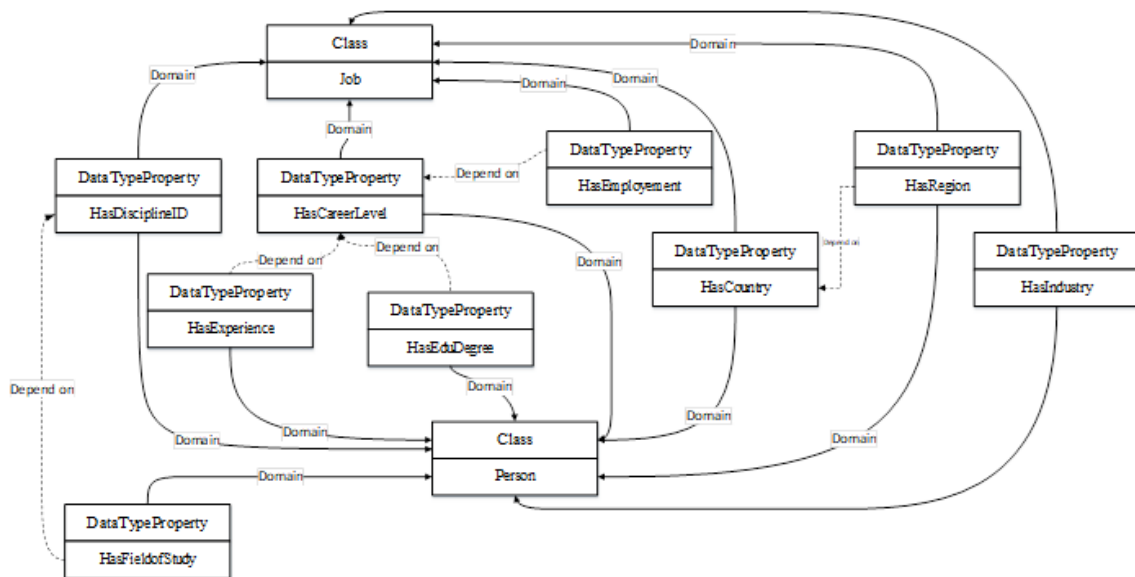 Class
Job
Domain
Domain
Domain
Domain
Domain
DataTypeProperty
HasEmployement
DataTypeProperty
HasRegion
DataTypeProperty
HasDisciplineID
DataTypeProperty
HasCareerLevel
Depend on
DataTypeProperty
HasCountry
Depend on
DataTypeProperty
HasIndustry
Depend on
Depend on
Domain
DataTypeProperty
HasExperience
DataTypeProperty
HasEduDegree
Depend on
Domain
Domain
Domain
Domain
Domain
Class
Person
Domain
DataTypeProperty
HasFieldofStudy